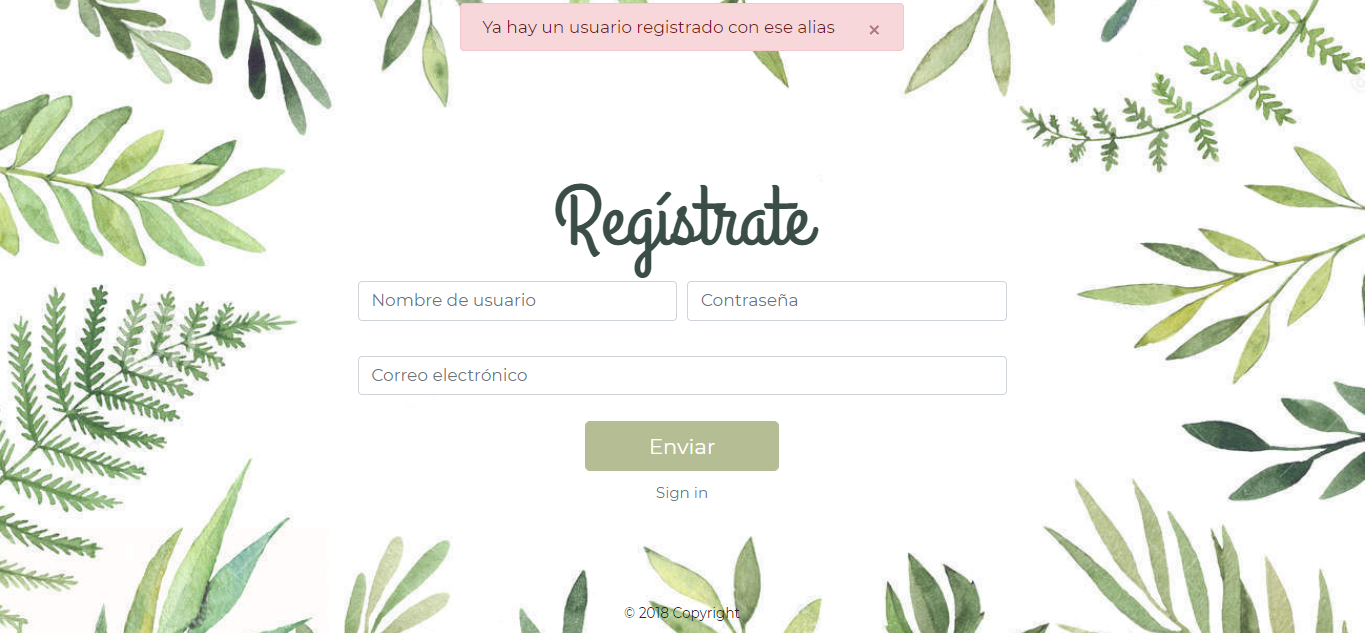 Ya hay un usuario registrado con ese alias ×
Regístrate
Nombre de usuario Contraseña
Correo electrónico
Enviar
Sign in
© 2018 Copyright